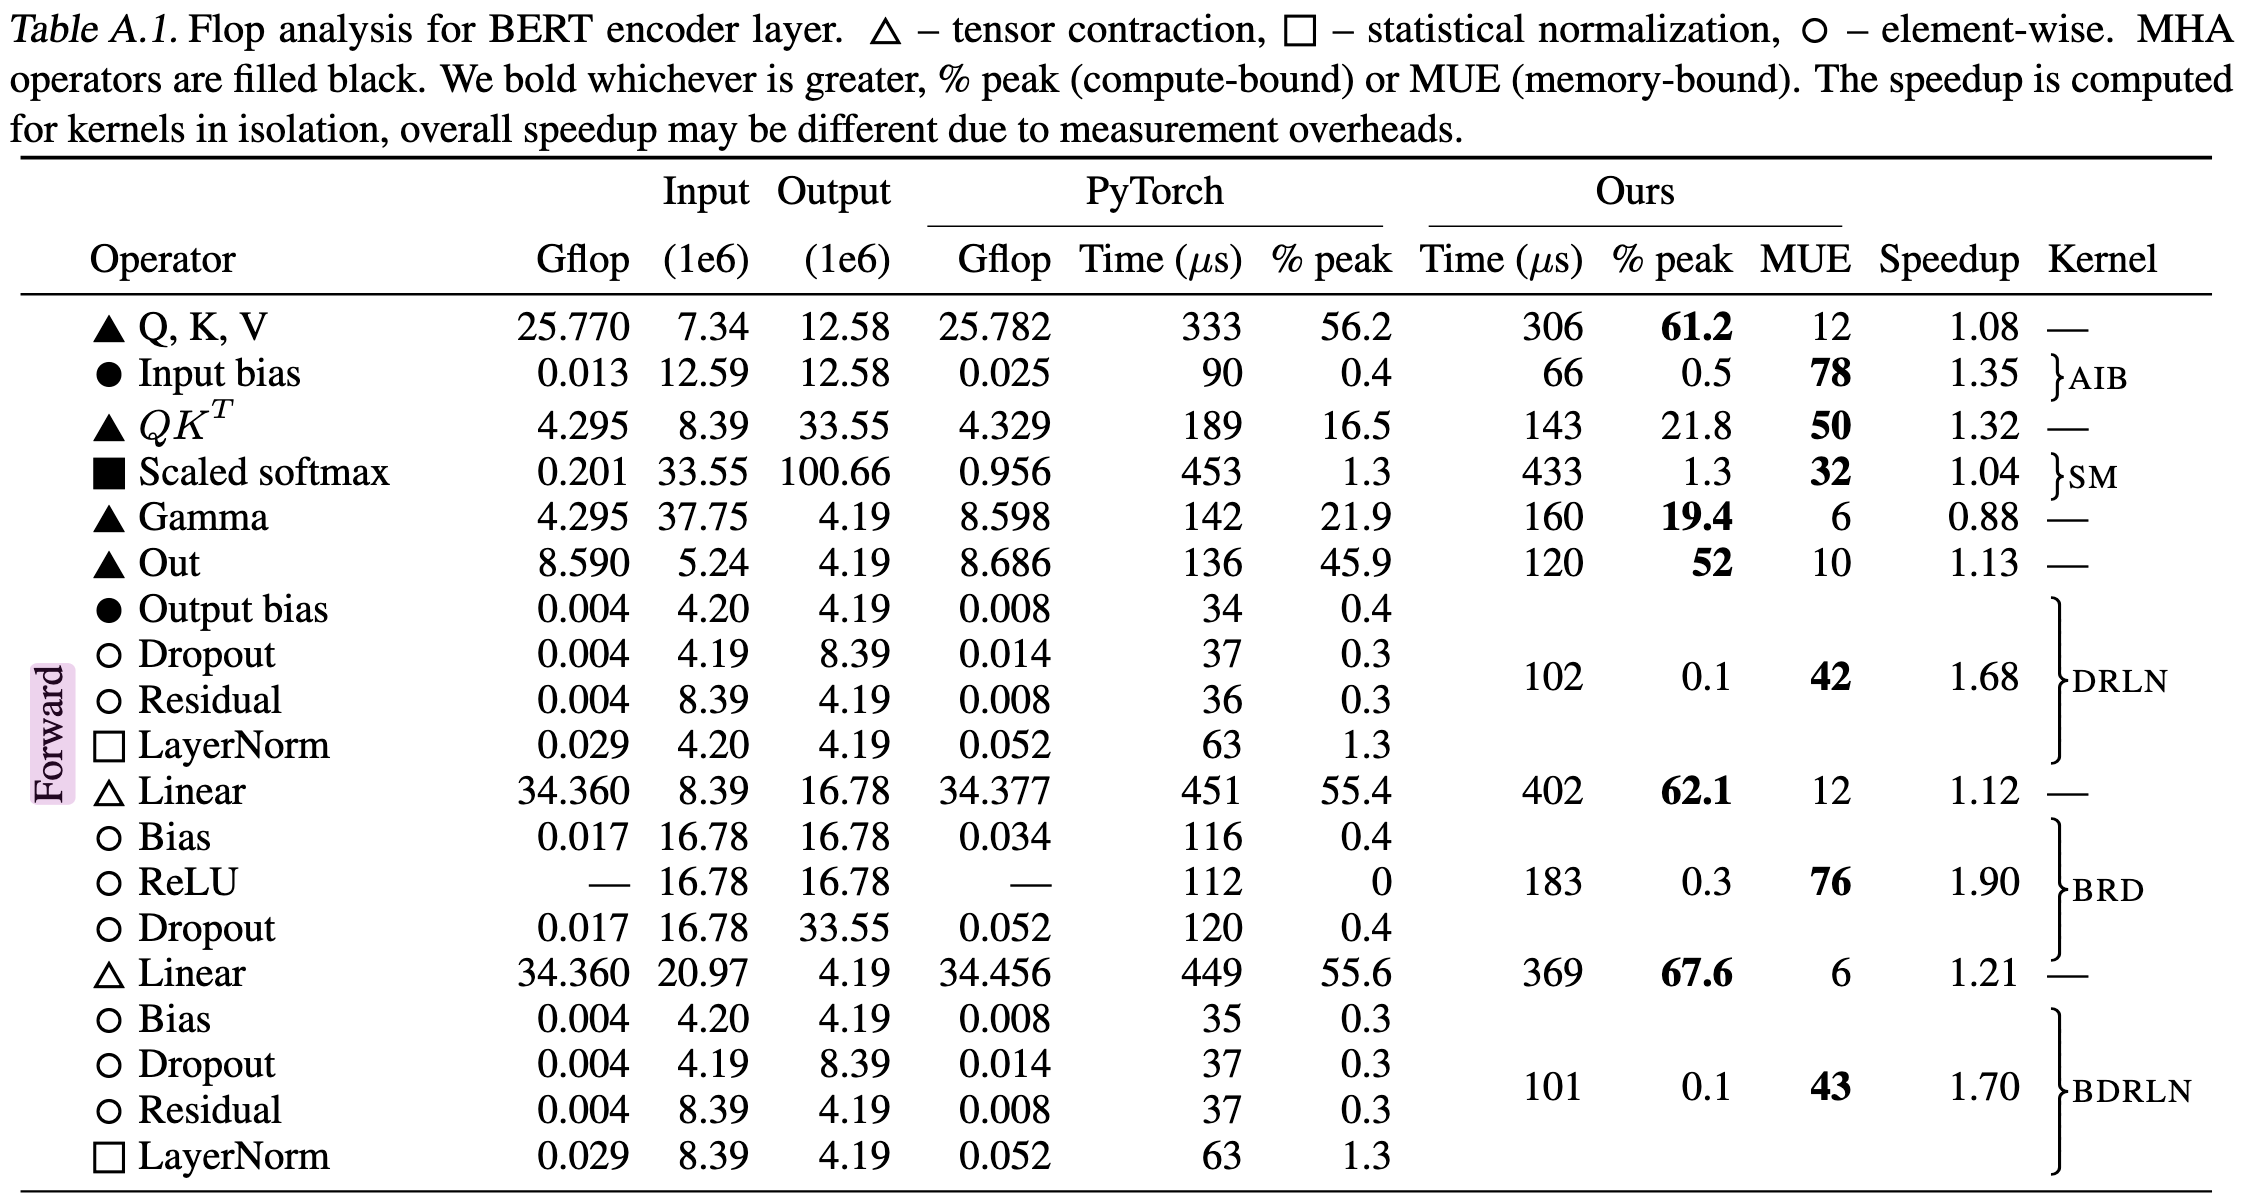 Table A.1. Flop analysis for BERT encoder layer. △ – tensor contraction, □ – statistical normalization, ○ – element-wise. MHA
operators are filled black. We bold whichever is greater, % peak (compute-bound) or MUE (memory-bound). The speedup is computed
for kernels in isolation, overall speedup may be different due to measurement overheads.
Input Output PyTorch Ours
Operator Gflop (1e6) (1e6) Gflop Time (μs) % peak Time (μs) % peak MUE Speedup Kernel
▲ Q, K, V 25.770 7.34 12.58 25.782 333 56.2 306 61.2 12 1.08 —
● Input bias 0.013 12.59 12.58 0.025 90 0.4 66 0.5 78 1.35 }AIB
▲ QK^T 4.295 8.39 33.55 4.329 189 16.5 143 21.8 50 1.32 —
■ Scaled softmax 0.201 33.55 100.66 0.956 453 1.3 433 1.3 32 1.04 }SM
▲ Gamma 4.295 37.75 4.19 8.598 142 21.9 160 19.4 6 0.88 —
▲ Out 8.590 5.24 4.19 8.686 136 45.9 120 52 10 1.13 —
● Output bias 0.004 4.20 4.19 0.008 34 0.4
○ Dropout 0.004 4.19 8.39 0.014 37 0.3
102 0.1 42 1.68 }DRLN
○ Residual 0.004 8.39 4.19 0.008 36 0.3
□ LayerNorm 0.029 4.20 4.19 0.052 63 1.3
Forward
△ Linear 34.360 8.39 16.78 34.377 451 55.4 402 62.1 12 1.12 —
○ Bias 0.017 16.78 16.78 0.034 116 0.4
○ ReLU — 16.78 16.78 — 112 0 183 0.3 76 1.90 }BRD
○ Dropout 0.017 16.78 33.55 0.052 120 0.4
△ Linear 34.360 20.97 4.19 34.456 449 55.6 369 67.6 6 1.21 —
○ Bias 0.004 4.20 4.19 0.008 35 0.3
○ Dropout 0.004 4.19 8.39 0.014 37 0.3
101 0.1 43 1.70 }BDRLN
○ Residual 0.004 8.39 4.19 0.008 37 0.3
□ LayerNorm 0.029 8.39 4.19 0.052 63 1.3